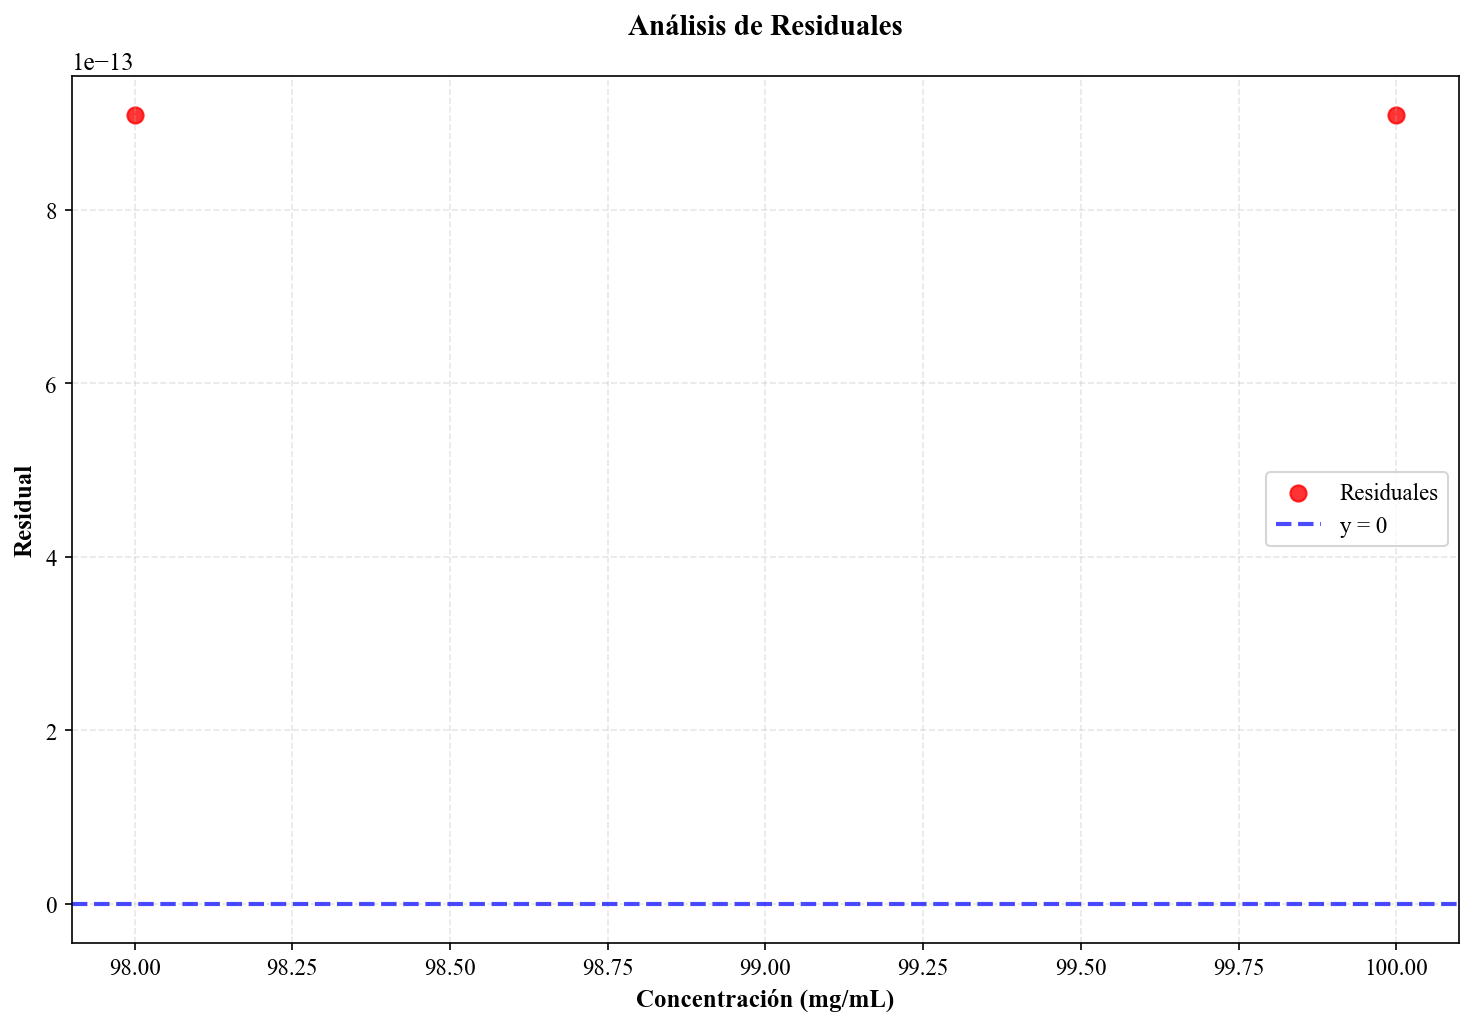 Análisis de Residuales
1e−13
8
6
4
2
0
Residual
Residuales
y = 0
98.00 98.25 98.50 98.75 99.00 99.25 99.50 99.75 100.00
Concentración (mg/mL)